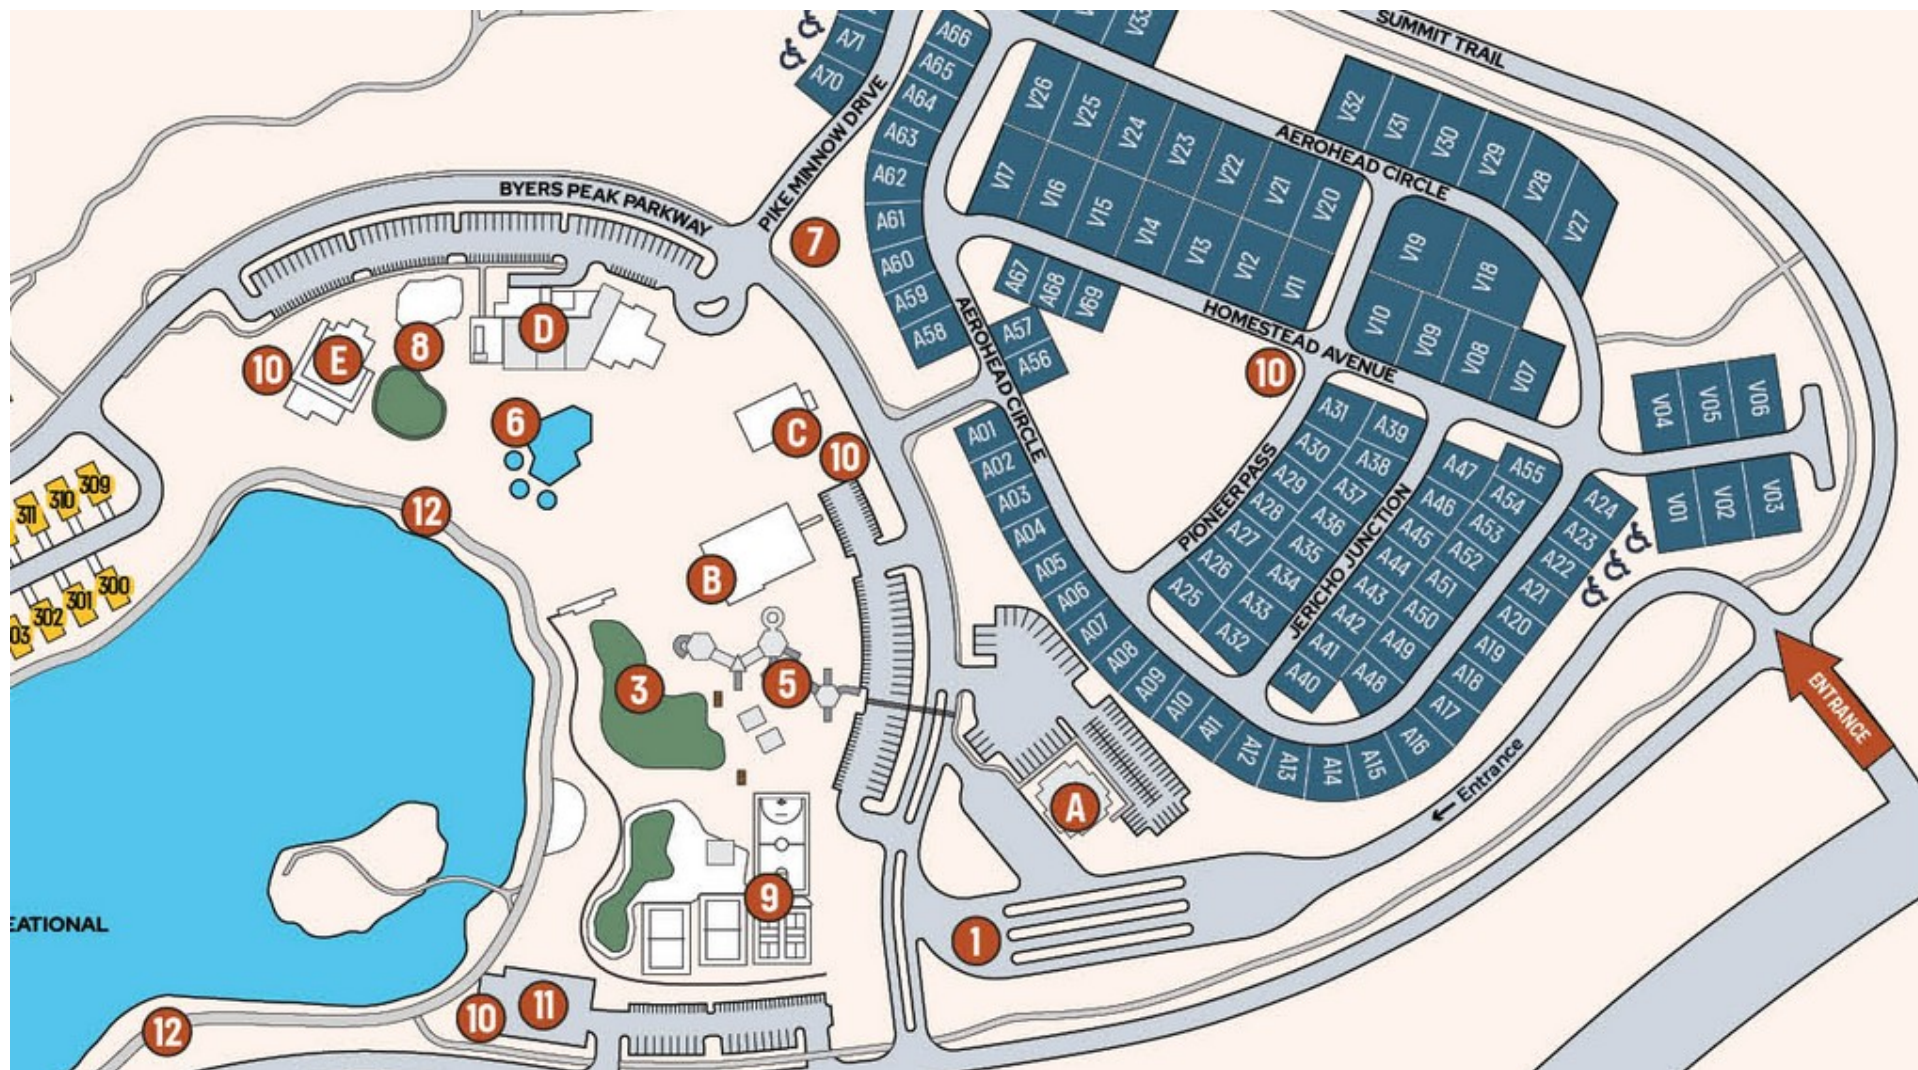 SUMMIT TRAIL
V33
A71
A70
A66
A65
A64
A63
A62
A61
A60
A59
A58
PIKE MINNOW DRIVE
BYERS PEAK PARKWAY
7
V26
V25
V24
V23
V22
V21
V20
V17
V16
V15
V14
V13
V12
V11
AEROHEAD CIRCLE
V32
V31
V30
V29
V28
V27
V19
V18
V10
V09
V08
V07
A67
A68
V69
A57
A56
HOMESTEAD AVENUE
AEROHEAD CIRCLE
10
V04
V05
V06
V01
V02
V03
E
10
8
D
6
C
10
12
B
311
310
309
03
302
301
300
3
5
A01
A02
A03
A04
A05
A06
A07
A08
A09
A10
A11
A12
A13
A14
A15
A16
A17
A18
A19
A20
A21
A22
A23
A24
PIONEER PASS
A31
A30
A29
A28
A27
A26
A25
A39
A38
A37
A36
A35
A34
A33
A32
JERICHO JUNCTION
A47
A46
A45
A44
A43
A42
A41
A40
A55
A54
A53
A52
A51
A50
A49
A48
ENTRANCE
← Entrance
A
9
1
EATIONAL
10
11
12